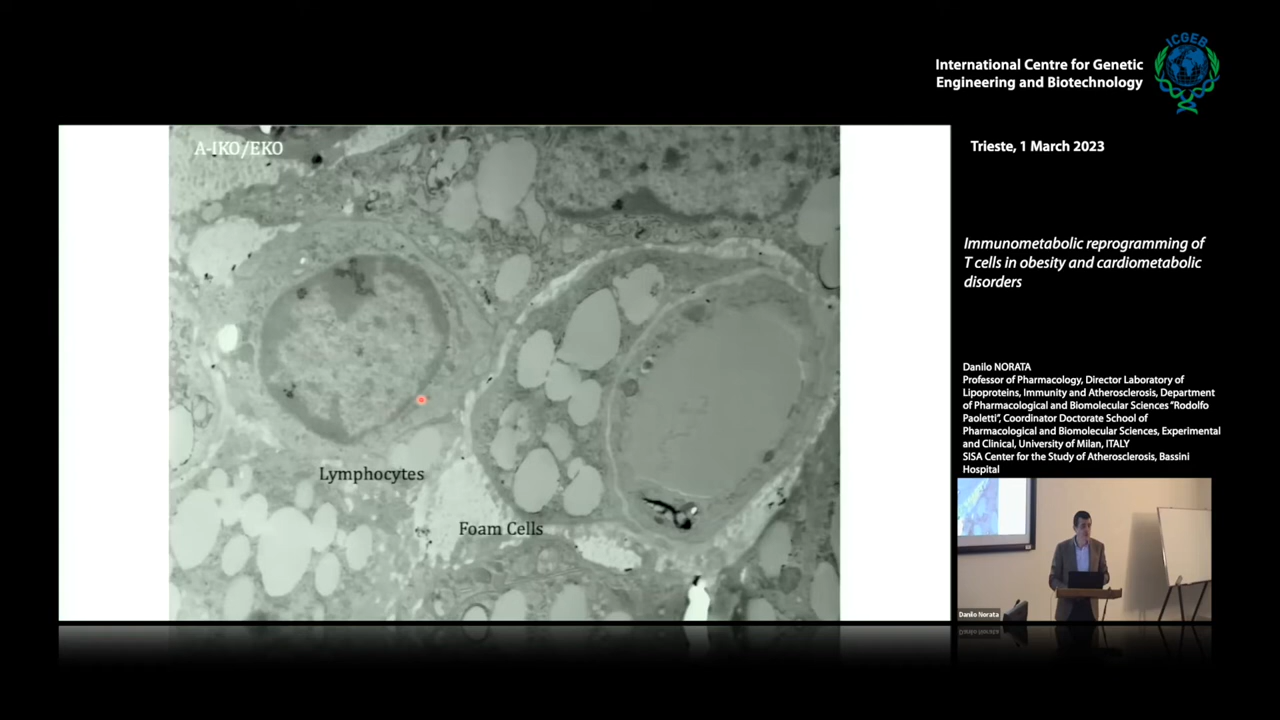 International Centre for Genetic
Engineering and Biotechnology
ICGEB
Trieste, 1 March 2023
Immunometabolic reprogramming of
T cells in obesity and cardiometabolic
disorders
Danilo NORATA
Professor of Pharmacology, Director Laboratory of
Lipoproteins, Immunity and Atherosclerosis, Department
of Pharmacological and Biomolecular Sciences “Rodolfo
Paoletti”, Coordinator Doctorate School of
Pharmacological and Biomolecular Sciences, Experimental
and Clinical, University of Milan, ITALY
SISA Center for the Study of Atherosclerosis, Bassini
Hospital
A-IKO/EKO
Lymphocytes
Foam Cells
Danilo Norata